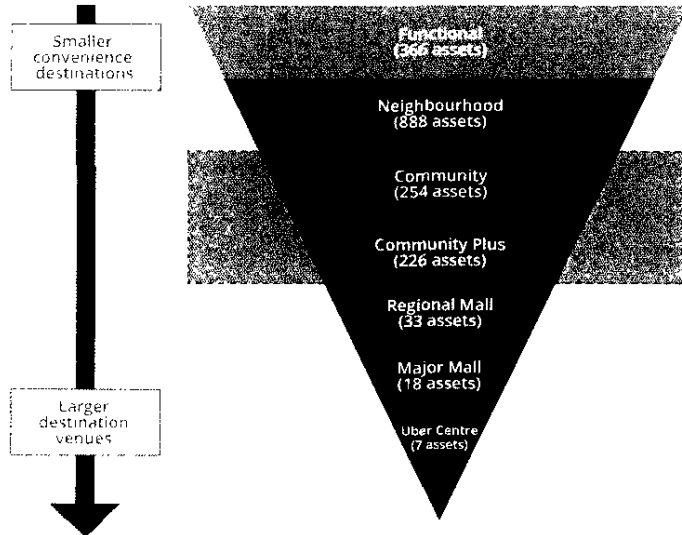 Smaller
convenience
destinations
Functional
(366 assets)
Neighbourhood
(888 assets)
Community
(254 assets)
Community Plus
(226 assets)
Regional Mall
(33 assets)
Major Mall
(18 assets)
Larger
destination
venues
Uber Centre
(7 assets)